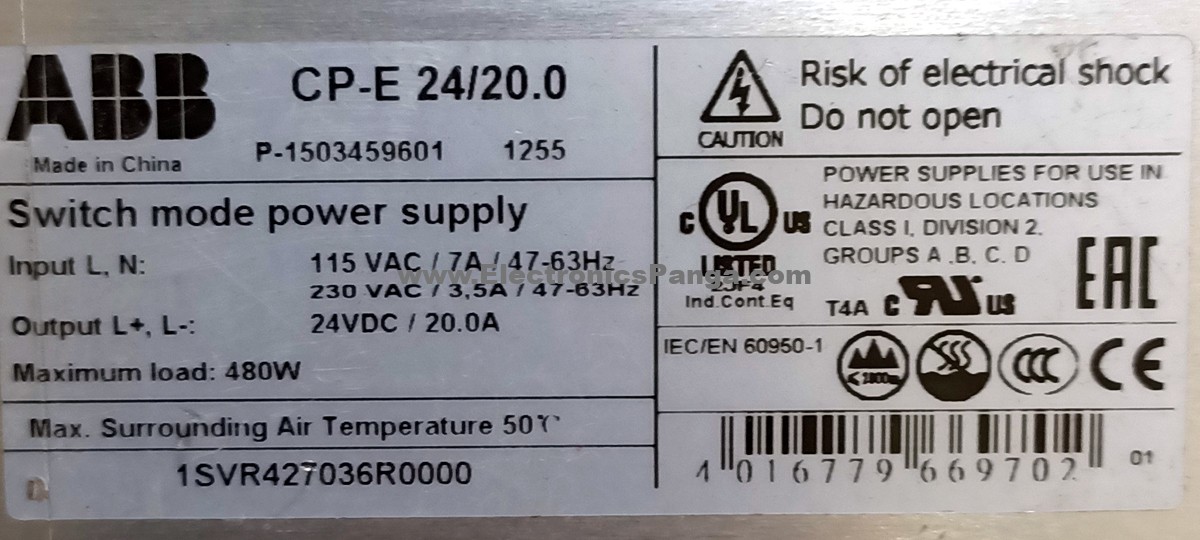 ABB
CP-E 24/20.0
Made in China
P-1503459601 1255
Switch mode power supply
Input L, N: 115 VAC / 7A / 47-63Hz
230 VAC / 3,5A / 47-63Hz
Output L+, L-: 24VDC / 20.0A
Maximum load: 480W
Max. Surrounding Air Temperature 50℃
1SVR427036R0000
CAUTION
Risk of electrical shock
Do not open
C UL US
LISTED
Ind.Cont.Eq
POWER SUPPLIES FOR USE IN
HAZARDOUS LOCATIONS
CLASS I, DIVISION 2.
GROUPS A .B. C. D
T4A C UR US
EAC
IEC/EN 60950-1
CCC
CE
4 016779 669702
01
www.ElectronicsPanga.com